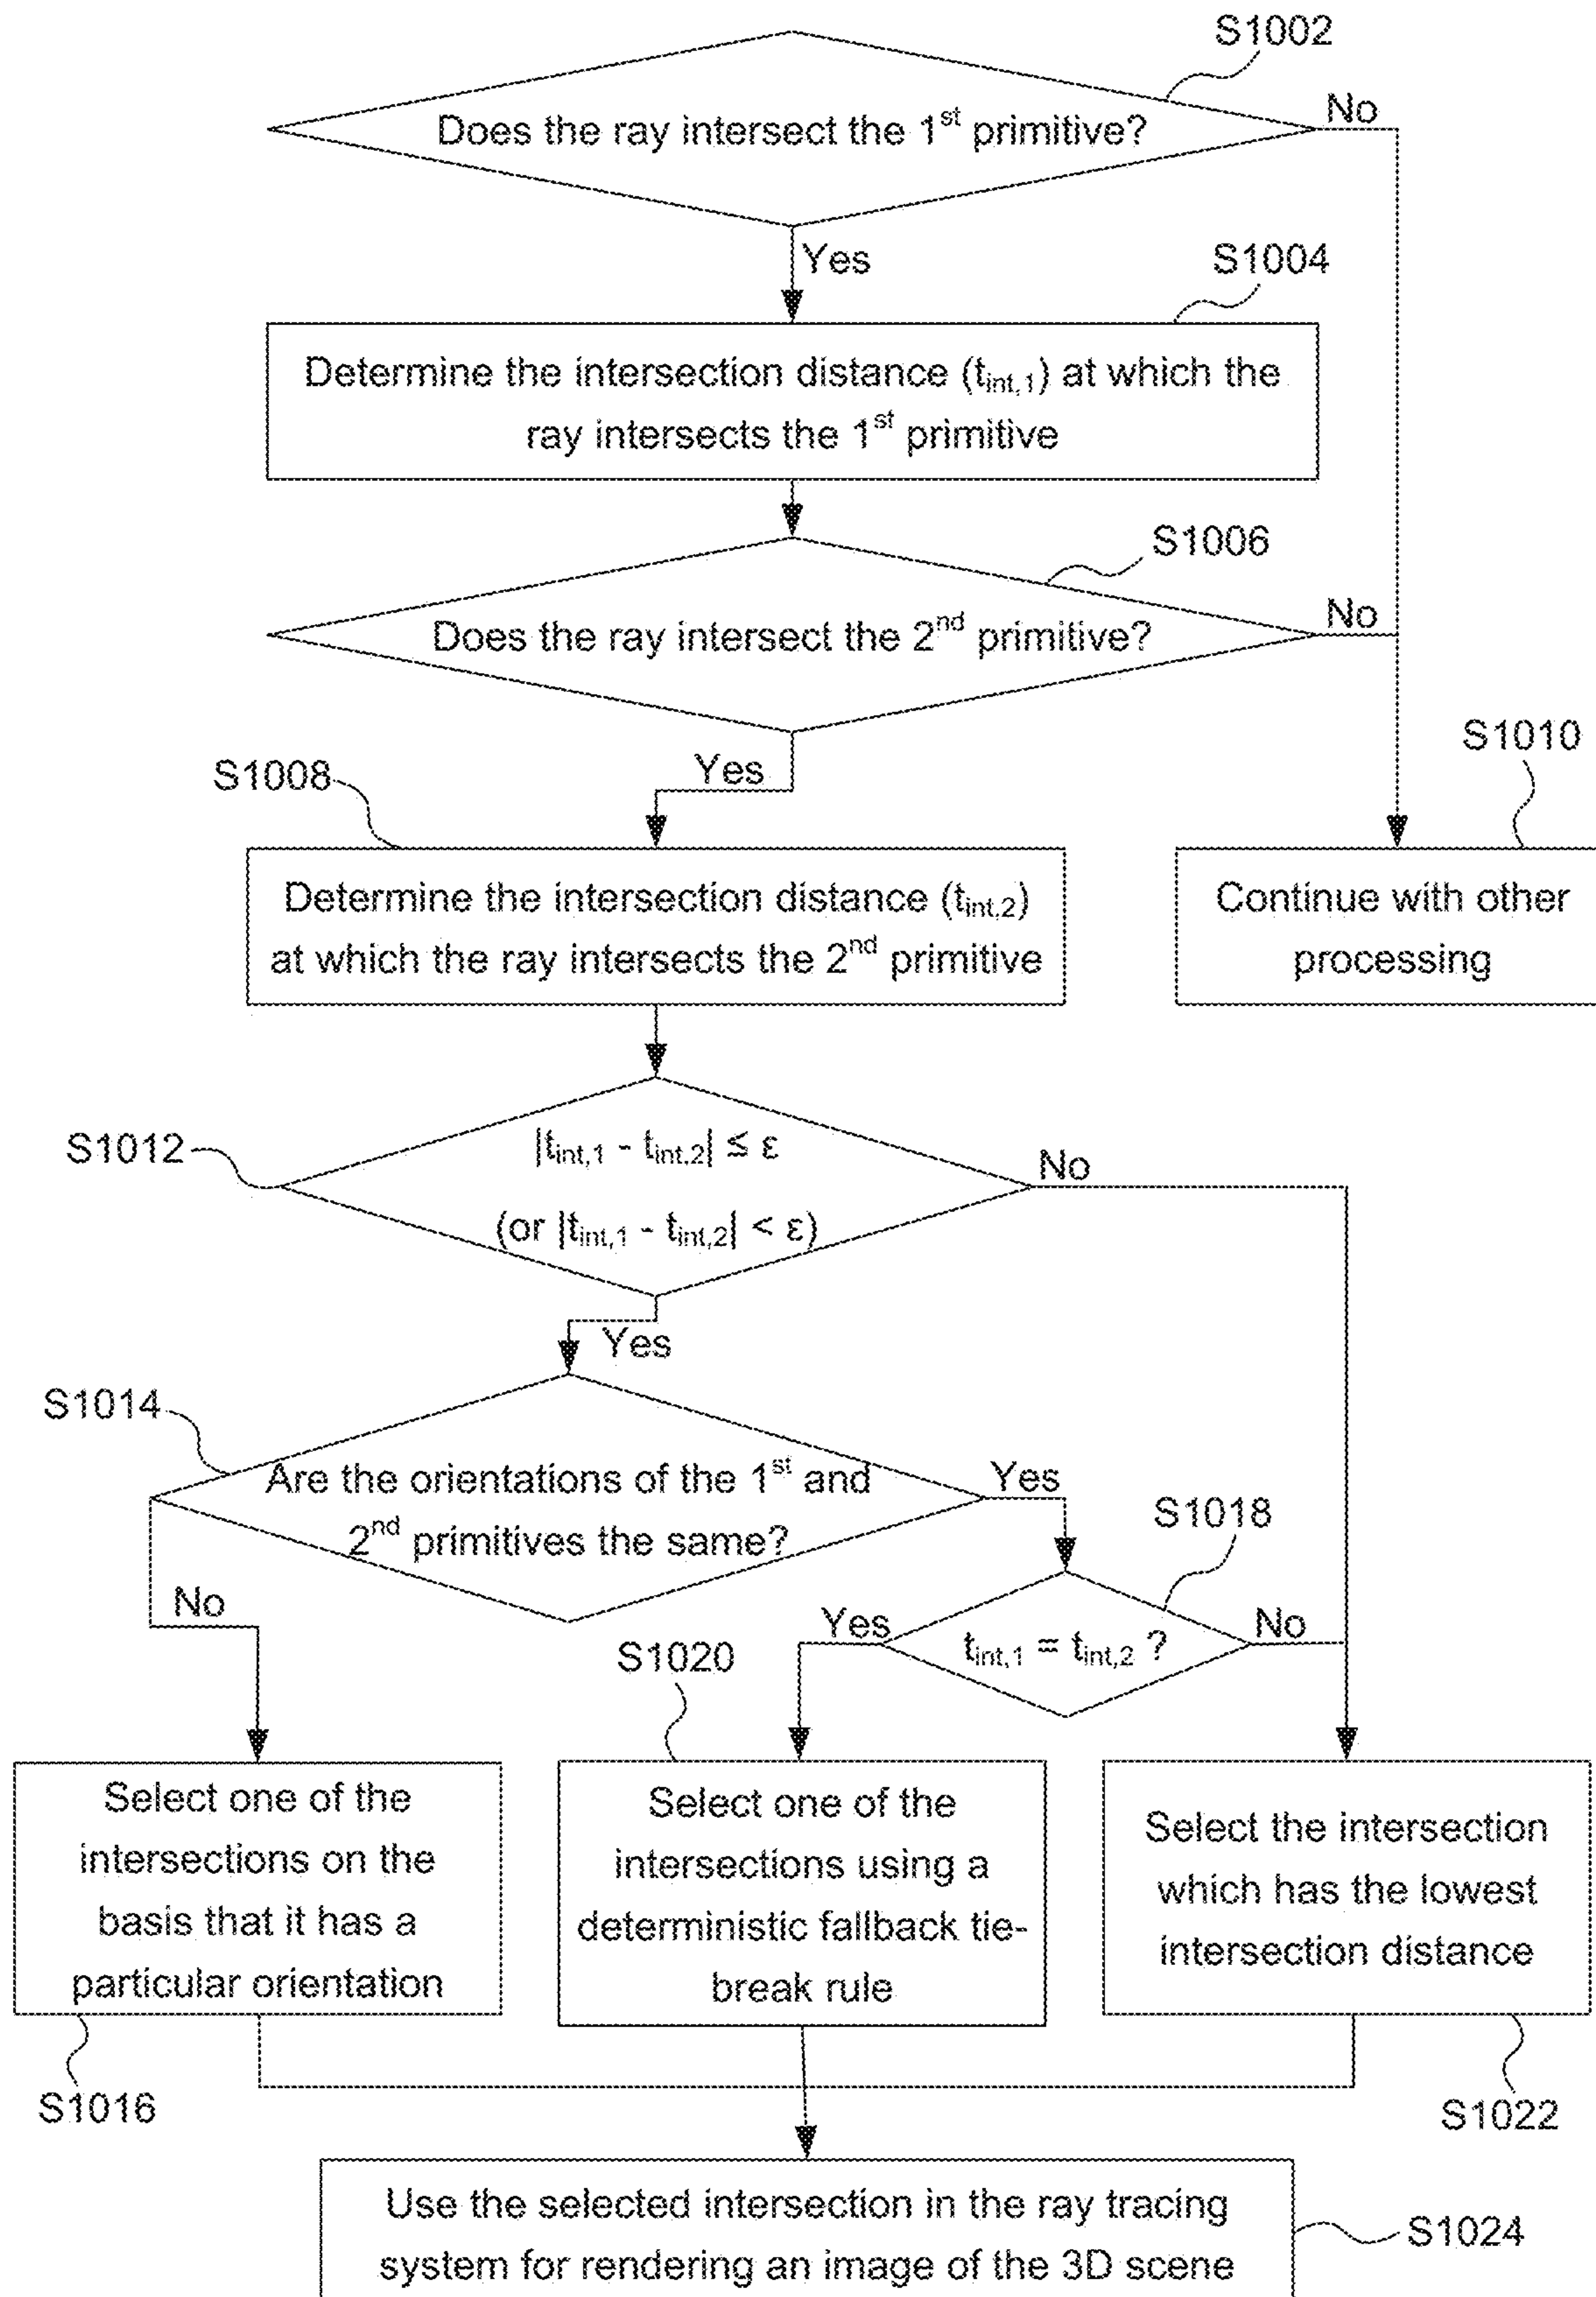 S1002
Does the ray intersect the 1st primitive?
No
Yes
S1004
Determine the intersection distance (tint,1) at which the
ray intersects the 1st primitive
S1006
Does the ray intersect the 2nd primitive?
No
Yes
S1008
S1010
Determine the intersection distance (tint,2)
at which the ray intersects the 2nd primitive
Continue with other
processing
S1012
|tint,1 - tint,2| ≤ ε
(or |tint,1 - tint,2| < ε)
No
Yes
S1014
Are the orientations of the 1st and
2nd primitives the same?
Yes
No
S1018
tint,1 = tint,2 ?
Yes
No
S1020
Select one of the
intersections on the
basis that it has a
particular orientation
S1016
Select one of the
intersections using a
deterministic fallback tie-
break rule
Select the intersection
which has the lowest
intersection distance
S1022
Use the selected intersection in the ray tracing
system for rendering an image of the 3D scene
S1024